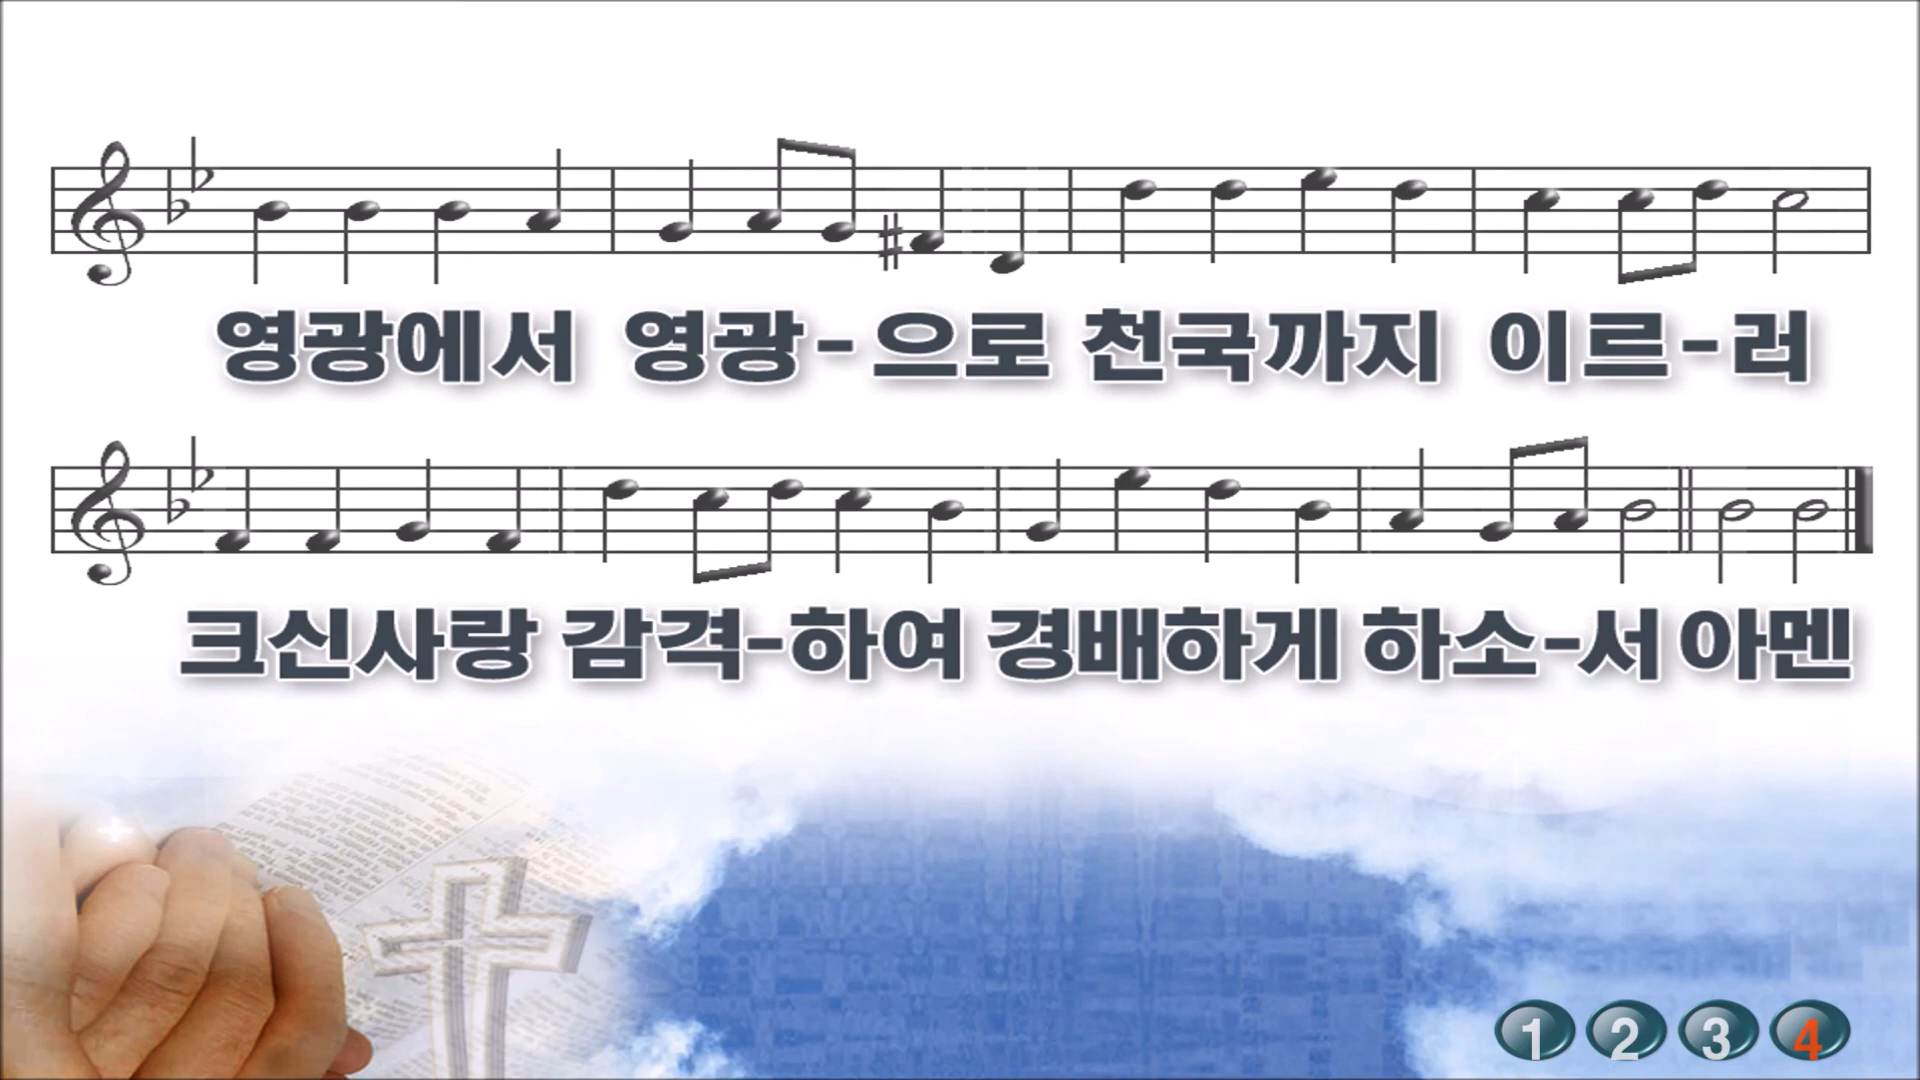 영광에서 영광-으로 천국까지 이르-러
크신사랑 감격-하여 경배하게 하소-서 아멘
1 2 3 4